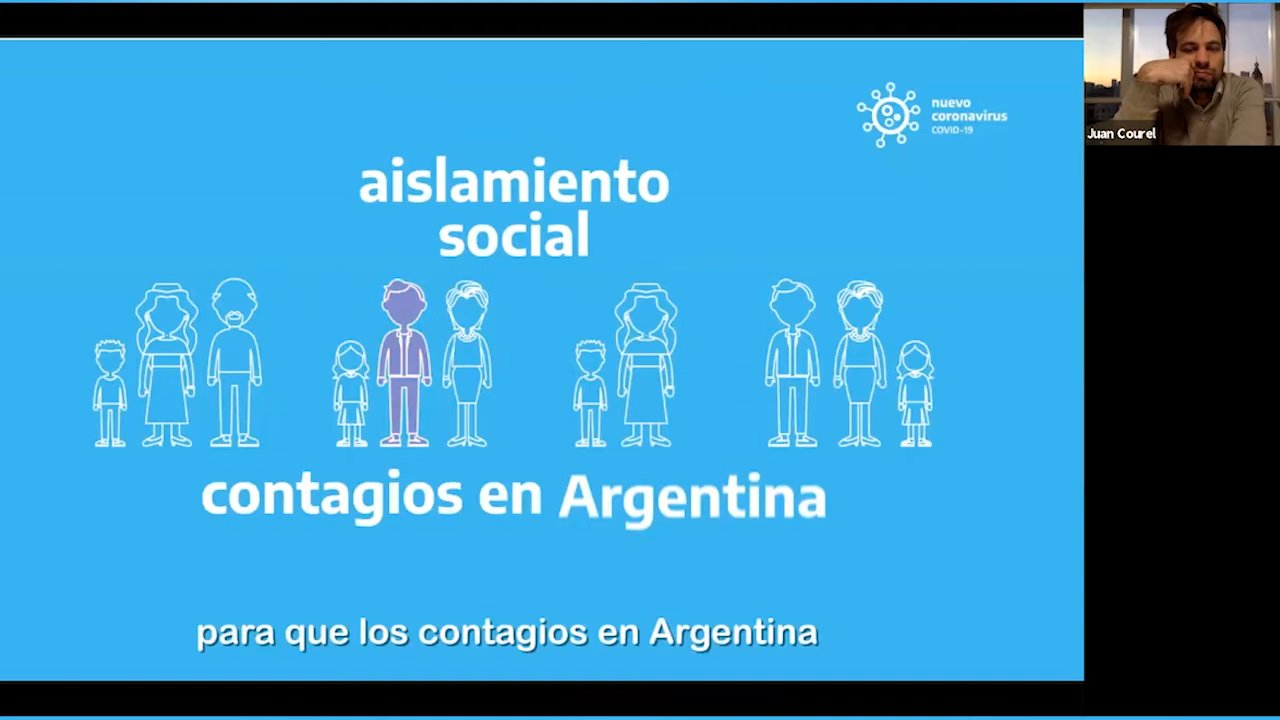 nuevo
coronavirus
COVID-19
aislamiento
social
contagios en Argentina
para que los contagios en Argentina
Juan Courel